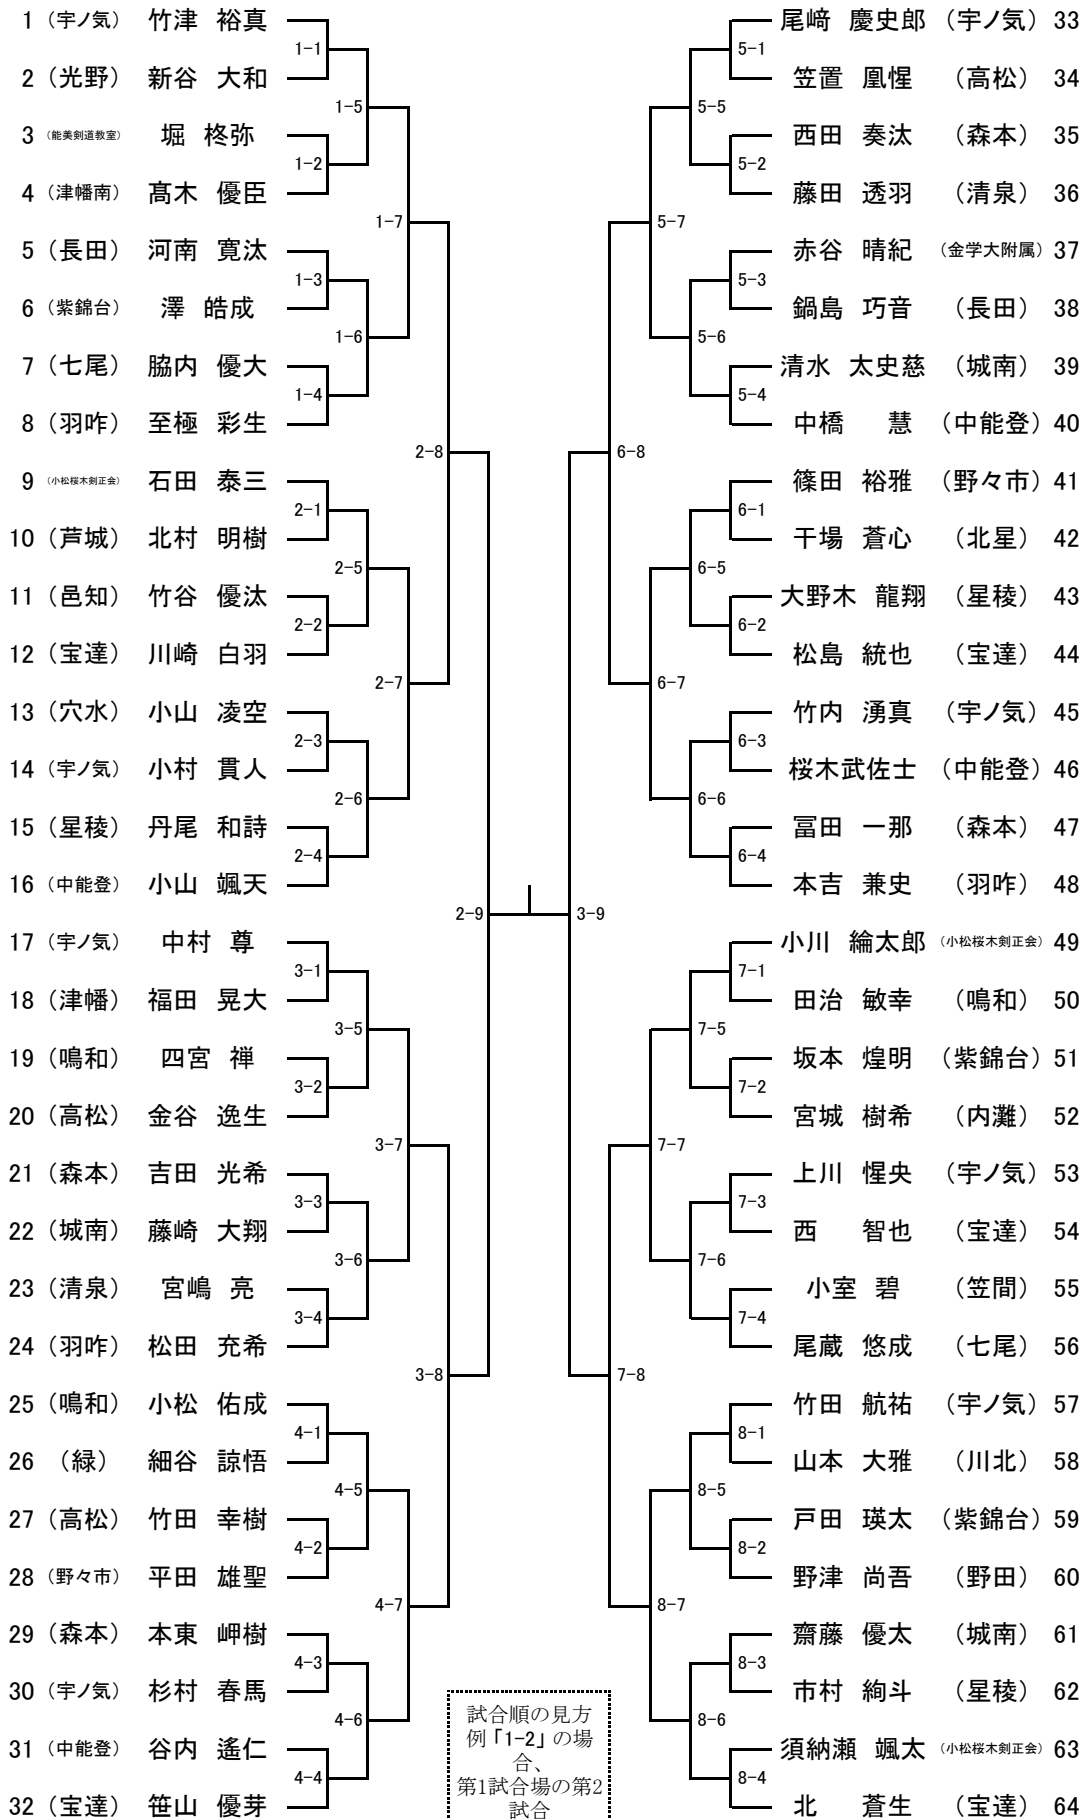 1 (宇ノ気) 竹津 裕真
1-1
2 (光野) 新谷 大和
1-5
3 (能美剣道教室) 堀 柊弥
1-2
4 (津幡南) 髙木 優臣
1-7
5 (長田) 河南 寛汰
1-3
6 (紫錦台) 澤 皓成
1-6
7 (七尾) 脇内 優大
1-4
8 (羽咋) 至極 彩生
2-8
9 (小松桜木剣正会) 石田 泰三
2-1
10 (芦城) 北村 明樹
2-5
11 (邑知) 竹谷 優汰
2-2
12 (宝達) 川崎 白羽
2-7
13 (穴水) 小山 凌空
2-3
14 (宇ノ気) 小村 貫人
2-6
15 (星稜) 丹尾 和詩
2-4
16 (中能登) 小山 颯天
2-9
17 (宇ノ気) 中村 尊
3-1
18 (津幡) 福田 晃大
3-5
19 (鳴和) 四宮 禅
3-2
20 (高松) 金谷 逸生
3-7
21 (森本) 吉田 光希
3-3
22 (城南) 藤崎 大翔
3-6
23 (清泉) 宮嶋 亮
3-4
24 (羽咋) 松田 充希
3-8
25 (鳴和) 小松 佑成
4-1
26 (緑) 細谷 諒悟
4-5
27 (高松) 竹田 幸樹
4-2
28 (野々市) 平田 雄聖
4-7
29 (森本) 本東 岬樹
4-3
30 (宇ノ気) 杉村 春馬
4-6
31 (中能登) 谷内 遙仁
4-4
32 (宝達) 笹山 優芽
尾﨑 慶史郎 (宇ノ気) 33
5-1
笠置 凰惺 (高松) 34
5-5
西田 奏汰 (森本) 35
5-2
藤田 透羽 (清泉) 36
5-7
赤谷 晴紀 (金学大附属) 37
5-3
鍋島 巧音 (長田) 38
5-6
清水 太史慈 (城南) 39
5-4
中橋 慧 (中能登) 40
6-8
篠田 裕雅 (野々市) 41
6-1
干場 蒼心 (北星) 42
6-5
大野木 龍翔 (星稜) 43
6-2
松島 統也 (宝達) 44
6-7
竹内 湧真 (宇ノ気) 45
6-3
桜木武佐士 (中能登) 46
6-6
冨田 一那 (森本) 47
6-4
本吉 兼史 (羽咋) 48
3-9
小川 綸太郎 (小松桜木剣正会) 49
7-1
田治 敏幸 (鳴和) 50
7-5
坂本 煌明 (紫錦台) 51
7-2
宮城 樹希 (内灘) 52
7-7
上川 惺央 (宇ノ気) 53
7-3
西 智也 (宝達) 54
7-6
小室 碧 (笠間) 55
7-4
尾蔵 悠成 (七尾) 56
7-8
竹田 航祐 (宇ノ気) 57
8-1
山本 大雅 (川北) 58
8-5
戸田 瑛太 (紫錦台) 59
8-2
野津 尚吾 (野田) 60
8-7
齋藤 優太 (城南) 61
8-3
市村 絢斗 (星稜) 62
8-6
須納瀬 颯太 (小松桜木剣正会) 63
8-4
北 蒼生 (宝達) 64
試合順の見方
例「1-2」の場
合、
第1試合場の第2
試合